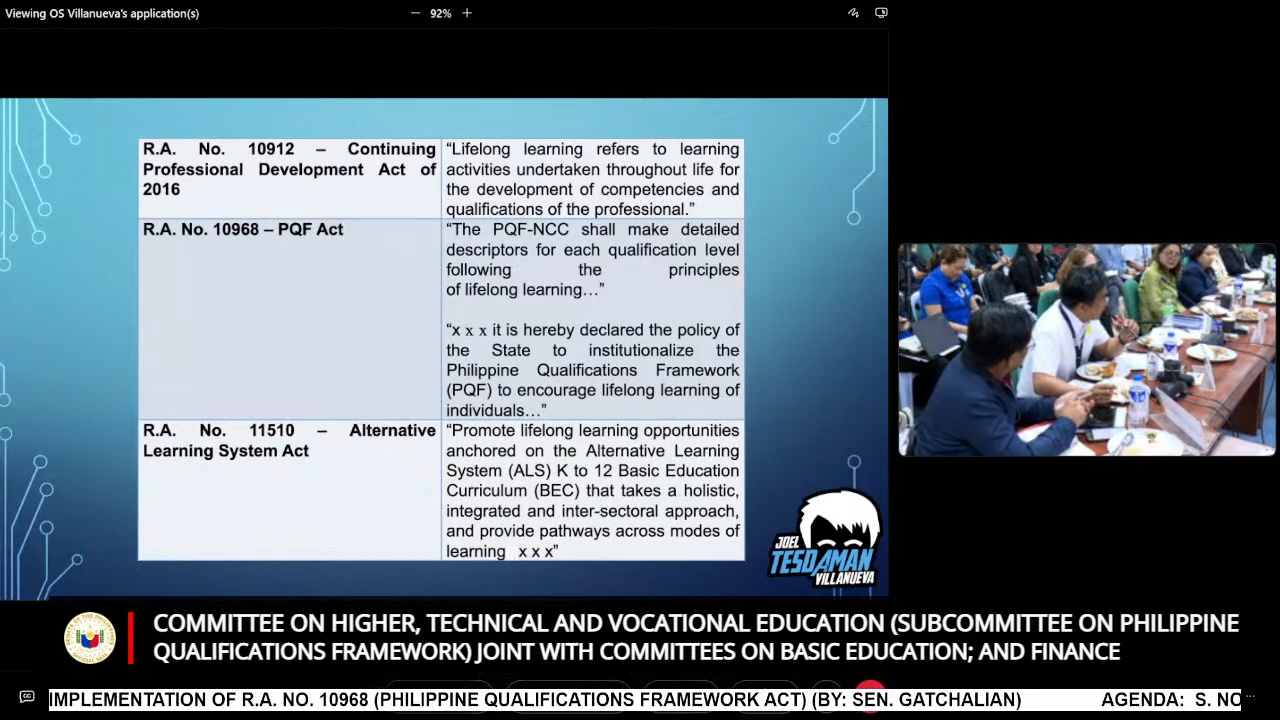 Viewing OS Villanueva's application(s)
92%
R.A. No. 10912 – Continuing
Professional Development Act of
2016
“Lifelong learning refers to learning
activities undertaken throughout life for
the development of competencies and
qualifications of the professional.”
R.A. No. 10968 – PQF Act
“The PQF-NCC shall make detailed
descriptors for each qualification level
following the principles
of lifelong learning…”
“x x x it is hereby declared the policy of
the State to institutionalize the
Philippine Qualifications Framework
(PQF) to encourage lifelong learning of
individuals…”
R.A. No. 11510 – Alternative
Learning System Act
“Promote lifelong learning opportunities
anchored on the Alternative Learning
System (ALS) K to 12 Basic Education
Curriculum (BEC) that takes a holistic,
integrated and inter-sectoral approach,
and provide pathways across modes of
learning x x x”
JOEL
TESDAMAN
VILLANUEVA
COMMITTEE ON HIGHER, TECHNICAL AND VOCATIONAL EDUCATION (SUBCOMMITTEE ON PHILIPPINE
QUALIFICATIONS FRAMEWORK) JOINT WITH COMMITTEES ON BASIC EDUCATION; AND FINANCE
IMPLEMENTATION OF R.A. NO. 10968 (PHILIPPINE QUALIFICATIONS FRAMEWORK ACT) (BY: SEN. GATCHALIAN) AGENDA: S. NO